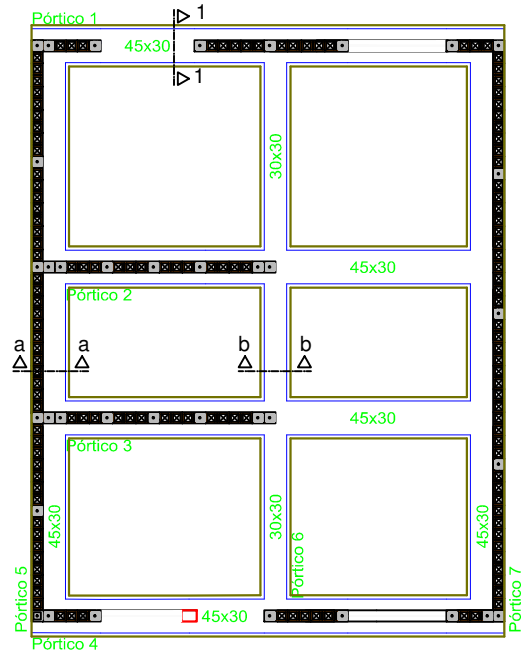 Pórtico 1
1
45x30
1
30x30
45x30
Pórtico 2
a
a
b
b
45x30
Pórtico 3
45x30
30x30
Pórtico 6
45x30
Pórtico 5
Pórtico 7
45x30
Pórtico 4